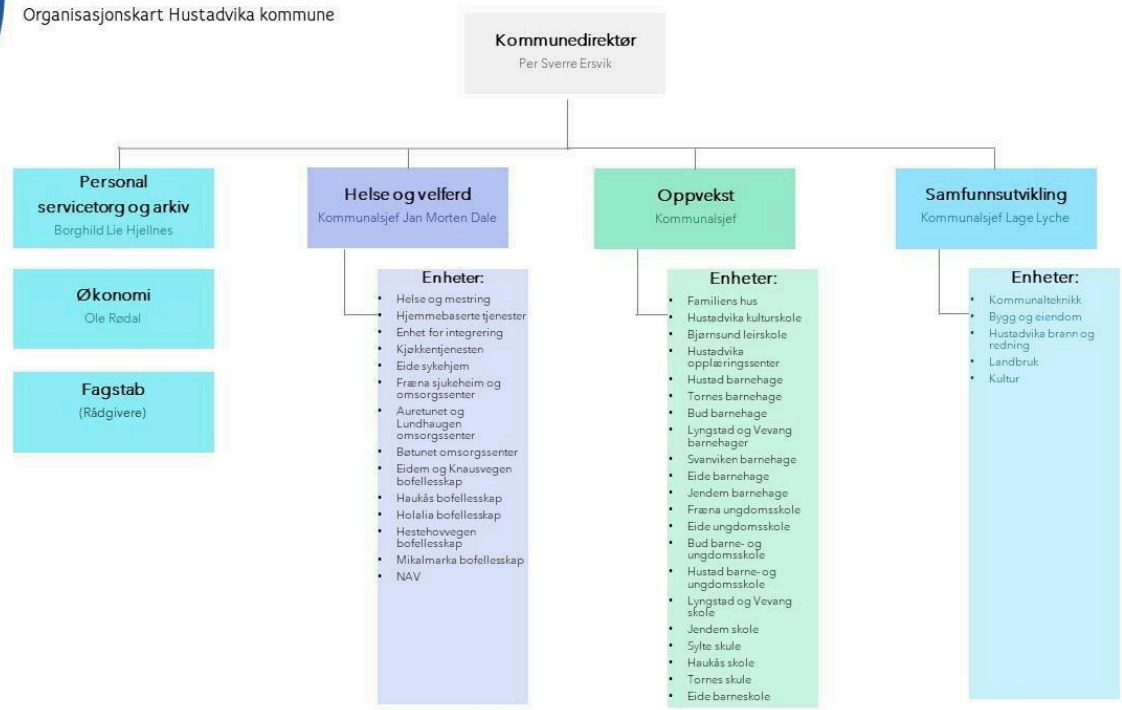 Organisasjonskart Hustadvika kommune
Kommunedirektør
Per Sverre Ersvik
Personal
servicetorg og arkiv
Borghild Lie Hjellnes
Økonomi
Ole Rødal
Fagstab
(Rådgivere)
Helse og velferd
Kommunalsjef Jan Morten Dale
Enheter:
• Helse og mestring
• Hjemmebaserte tjenester
• Enhet for integrering
• Kjøkkentjenesten
• Eide sykehjem
• Fræna sjukeheim og
omsorgssenter
• Auretunet og
Lundhaugen
omsorgssenter
• Bøtunet omsorgssenter
• Eidem og Knausvegen
bofellesskap
• Haukås bofellesskap
• Holalia bofellesskap
• Hestehovvegen
bofellesskap
• Mikalmarka bofellesskap
• NAV
Oppvekst
Kommunalsjef
Enheter:
• Familiens hus
• Hustadvika kulturskole
• Bjørnsund leirskole
• Hustadvika
opplæringssenter
• Hustad barnehage
• Tornes barnehage
• Bud barnehage
• Lyngstad og Vevang
barnehager
• Svanviken barnehage
• Eide barnehage
• Jendem barnehage
• Fræna ungdomsskole
• Eide ungdomsskole
• Bud barne- og
ungdomsskole
• Hustad barne- og
ungdomsskole
• Lyngstad og Vevang
skole
• Jendem skole
• Sylte skule
• Haukås skole
• Tornes skule
• Eide barneskole
Samfunnsutvikling
Kommunalsjef Lage Lyche
Enheter:
• Kommunalteknikk
• Bygg og eiendom
• Hustadvika brann og
redning
• Landbruk
• Kultur